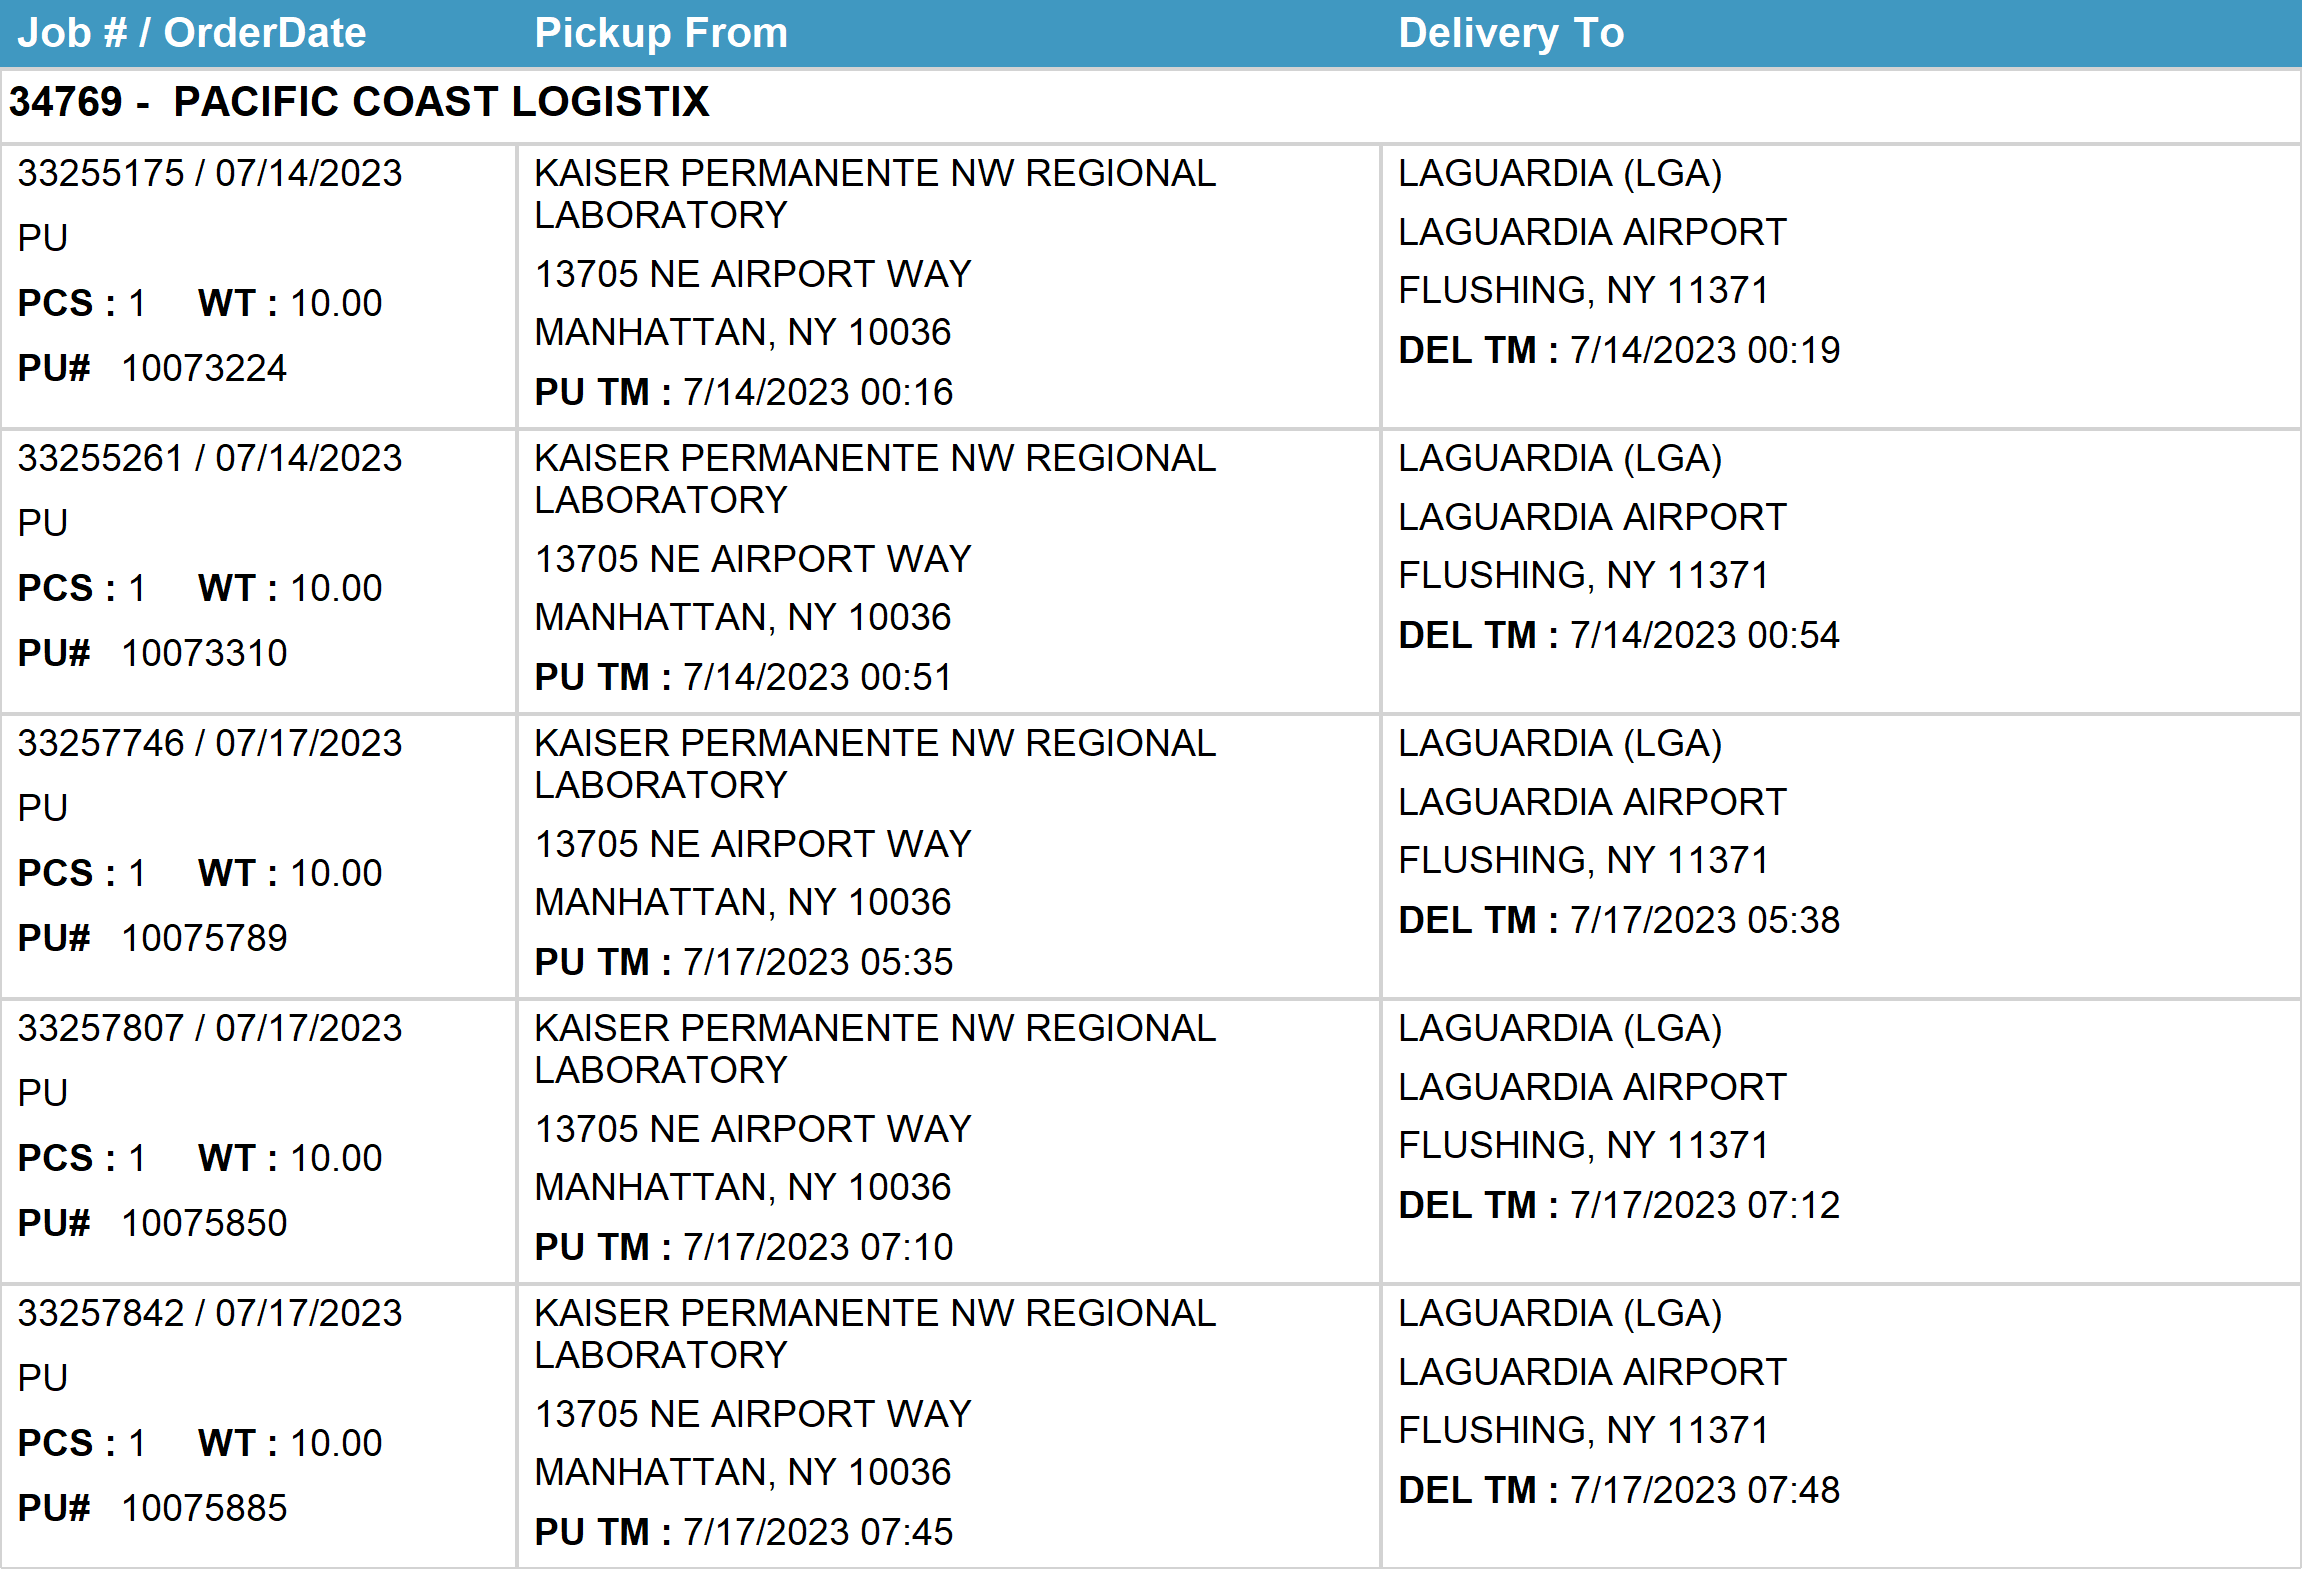 Job # / OrderDate
Pickup From
Delivery To
34769 -  PACIFIC COAST LOGISTIX
33255175 / 07/14/2023
PU
PCS : 1 WT : 10.00
PU# 10073224
KAISER PERMANENTE NW REGIONAL
LABORATORY
13705 NE AIRPORT WAY
MANHATTAN, NY 10036
PU TM : 7/14/2023 00:16
LAGUARDIA (LGA)
LAGUARDIA AIRPORT
FLUSHING, NY 11371
DEL TM : 7/14/2023 00:19
33255261 / 07/14/2023
PU
PCS : 1 WT : 10.00
PU# 10073310
KAISER PERMANENTE NW REGIONAL
LABORATORY
13705 NE AIRPORT WAY
MANHATTAN, NY 10036
PU TM : 7/14/2023 00:51
LAGUARDIA (LGA)
LAGUARDIA AIRPORT
FLUSHING, NY 11371
DEL TM : 7/14/2023 00:54
33257746 / 07/17/2023
PU
PCS : 1 WT : 10.00
PU# 10075789
KAISER PERMANENTE NW REGIONAL
LABORATORY
13705 NE AIRPORT WAY
MANHATTAN, NY 10036
PU TM : 7/17/2023 05:35
LAGUARDIA (LGA)
LAGUARDIA AIRPORT
FLUSHING, NY 11371
DEL TM : 7/17/2023 05:38
33257807 / 07/17/2023
PU
PCS : 1 WT : 10.00
PU# 10075850
KAISER PERMANENTE NW REGIONAL
LABORATORY
13705 NE AIRPORT WAY
MANHATTAN, NY 10036
PU TM : 7/17/2023 07:10
LAGUARDIA (LGA)
LAGUARDIA AIRPORT
FLUSHING, NY 11371
DEL TM : 7/17/2023 07:12
33257842 / 07/17/2023
PU
PCS : 1 WT : 10.00
PU# 10075885
KAISER PERMANENTE NW REGIONAL
LABORATORY
13705 NE AIRPORT WAY
MANHATTAN, NY 10036
PU TM : 7/17/2023 07:45
LAGUARDIA (LGA)
LAGUARDIA AIRPORT
FLUSHING, NY 11371
DEL TM : 7/17/2023 07:48